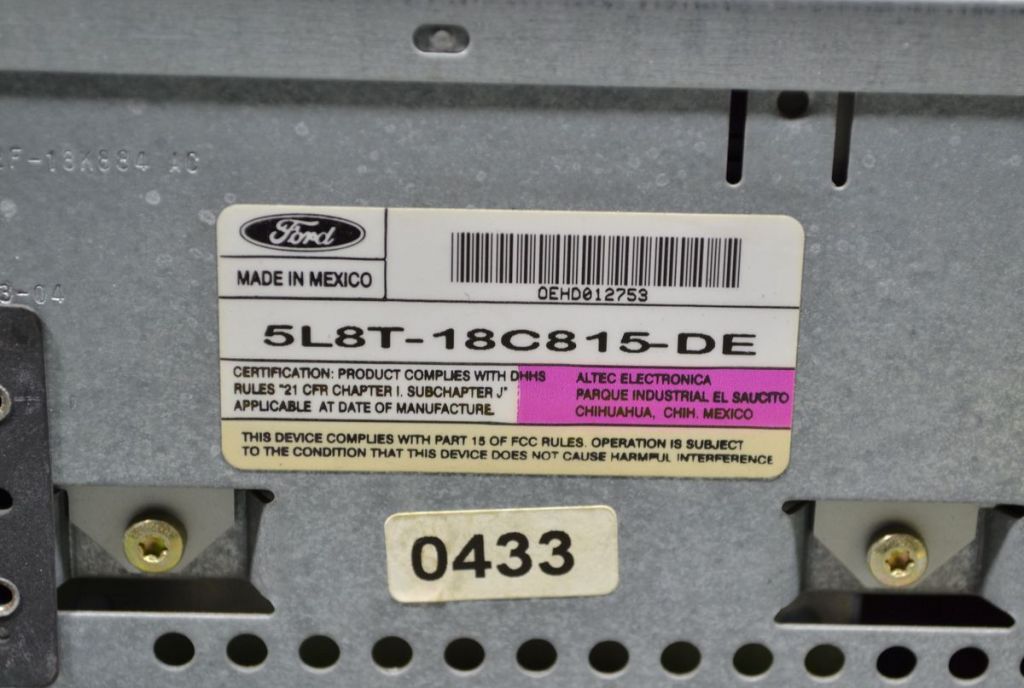 F-18K884 AC
3-04
Ford
MADE IN MEXICO
OEHD012753
5L8T-18C815-DE
CERTIFICATION: PRODUCT COMPLIES WITH DHHS
RULES "21 CFR CHAPTER I. SUBCHAPTER J"
APPLICABLE AT DATE OF MANUFACTURE.
ALTEC ELECTRONICA
PARQUE INDUSTRIAL EL SAUCITO
CHIHUAHUA, CHIH. MEXICO
THIS DEVICE COMPLIES WITH PART 15 OF FCC RULES. OPERATION IS SUBJECT
TO THE CONDITION THAT THIS DEVICE DOES NOT CAUSE HARMFUL INTERFERENCE
0433